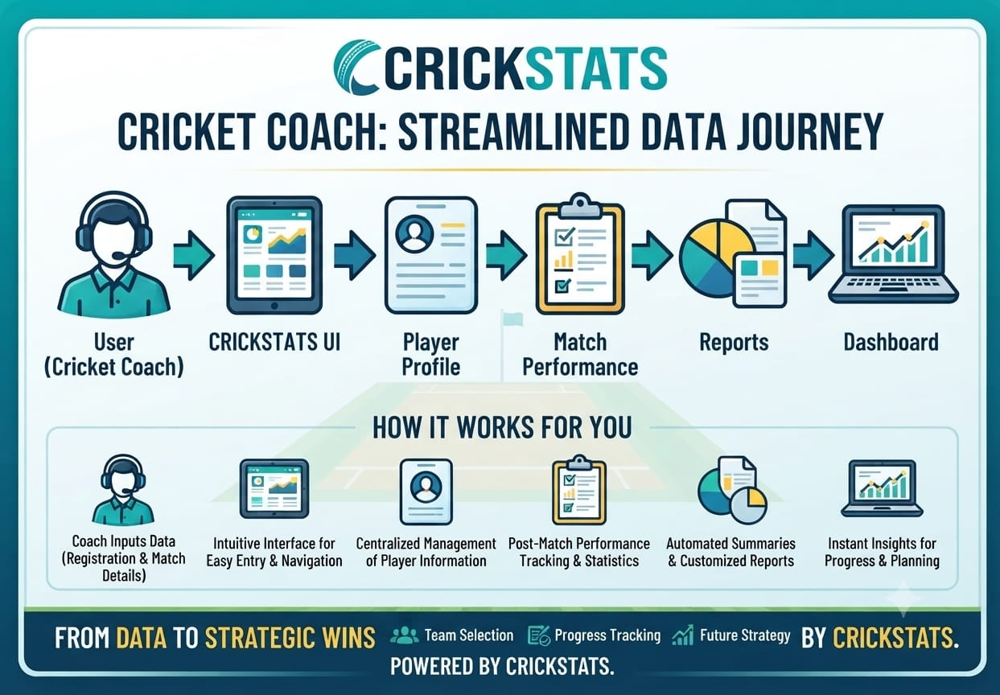 CRICKSTATS
CRICKET COACH: STREAMLINED DATA JOURNEY
User
(Cricket Coach)
CRICKSTATS UI
Player
Profile
Match
Performance
Reports
Dashboard
HOW IT WORKS FOR YOU
Coach Inputs Data
(Registration & Match
Details)
Intuitive Interface for
Easy Entry & Navigation
Centralized Management
of Player Information
Post-Match Performance
Tracking & Statistics
Automated Summaries
& Customized Reports
Instant Insights for
Progress & Planning
FROM DATA TO STRATEGIC WINS
Team Selection
Progress Tracking
Future Strategy
BY CRICKSTATS.
POWERED BY CRICKSTATS.